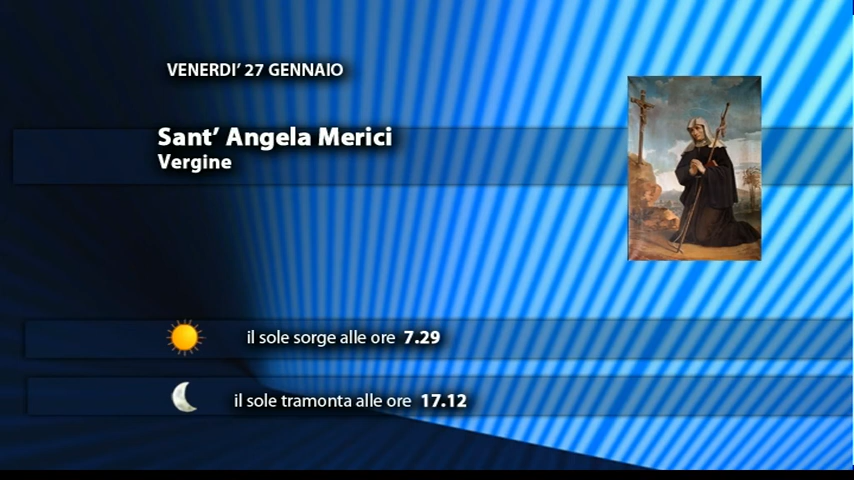 VENERDI’ 27 GENNAIO
Sant’ Angela Merici
Vergine
il sole sorge alle ore 7.29
il sole tramonta alle ore 17.12